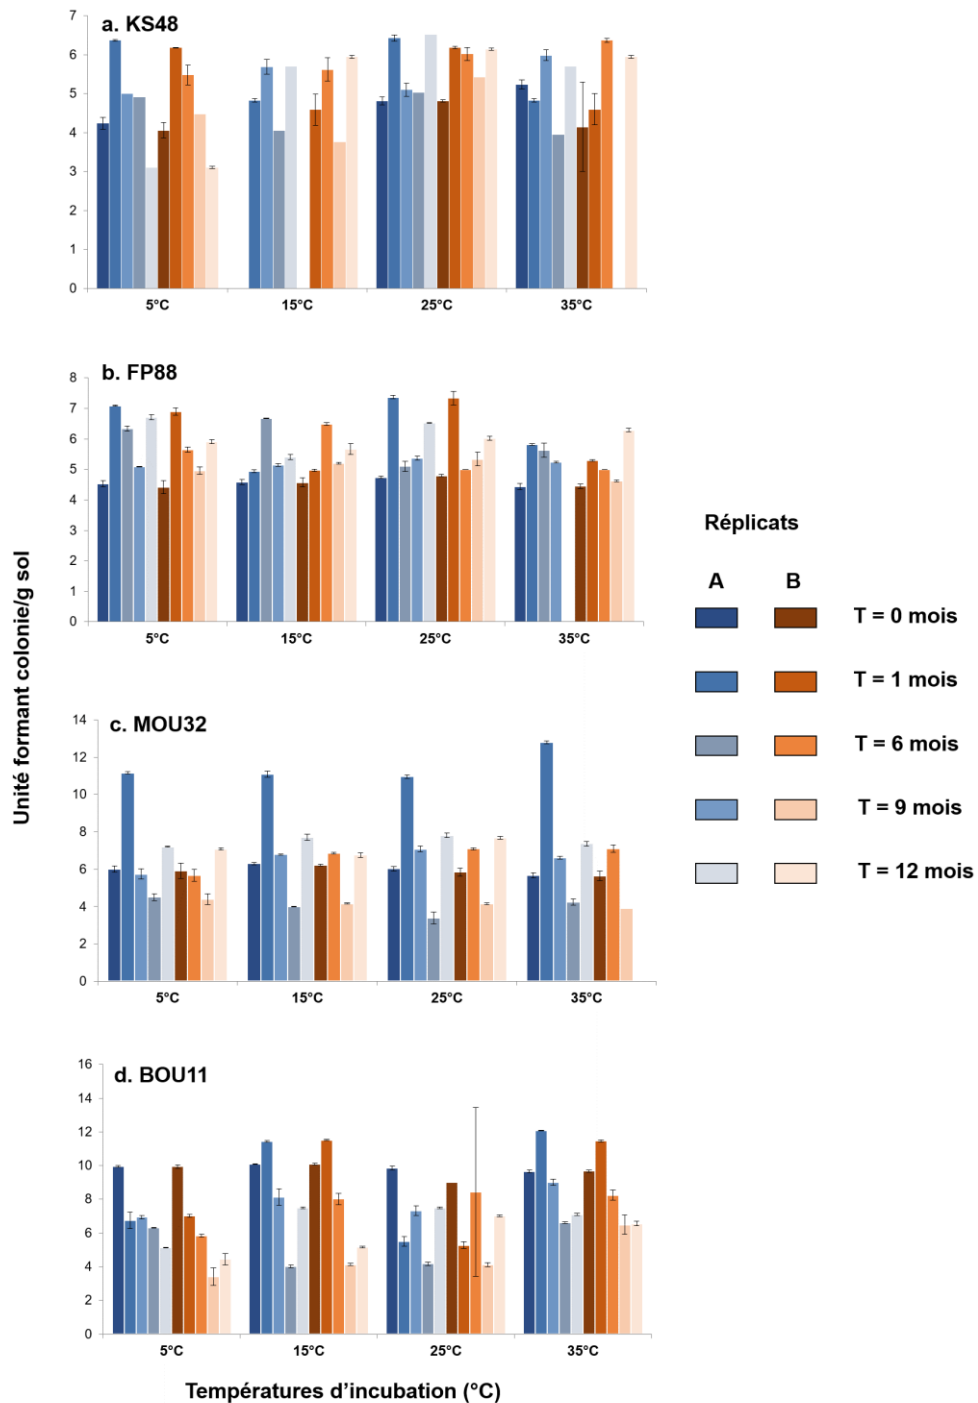 a. KS48
7
6
5
4
3
2
1
0
5°C 15°C 25°C 35°C
b. FP88
8
7
6
5
4
3
2
1
0
5°C 15°C 25°C 35°C
c. MOU32
14
12
10
8
6
4
2
0
5°C 15°C 25°C 35°C
d. BOU11
16
14
12
10
8
6
4
2
0
5°C 15°C 25°C 35°C
Unité formant colonie/g sol
Températures d'incubation (°C)
Réplicats
A B
T = 0 mois
T = 1 mois
T = 6 mois
T = 9 mois
T = 12 mois